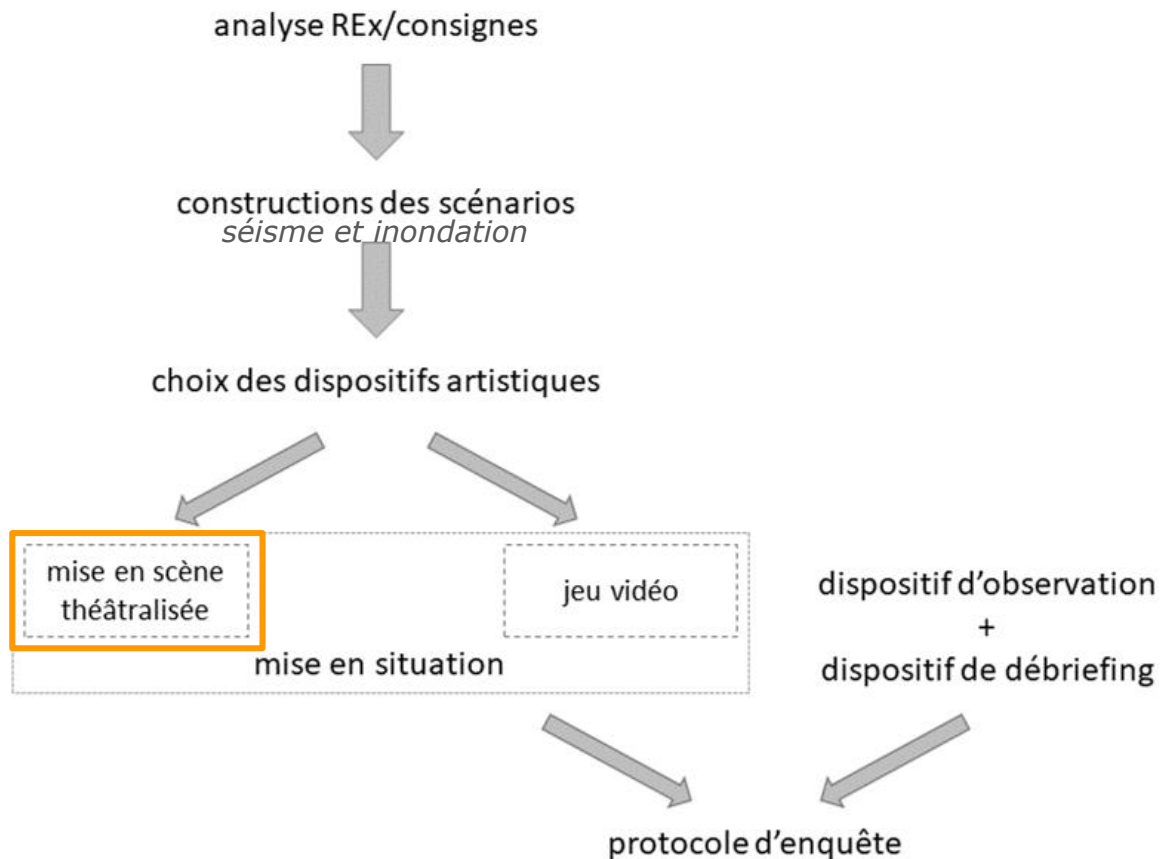 analyse REx/consignes
constructions des scénarios
séisme et inondation
choix des dispositifs artistiques
mise en scène
théâtralisée
jeu vidéo
mise en situation
dispositif d'observation
+
dispositif de débriefing
protocole d'enquête